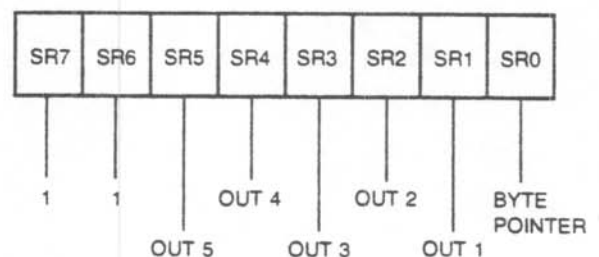 SR7 SR6 SR5 SR4 SR3 SR2 SR1 SR0
1 1 OUT 4 OUT 2 BYTE
POINTER
OUT 5 OUT 3 OUT 1